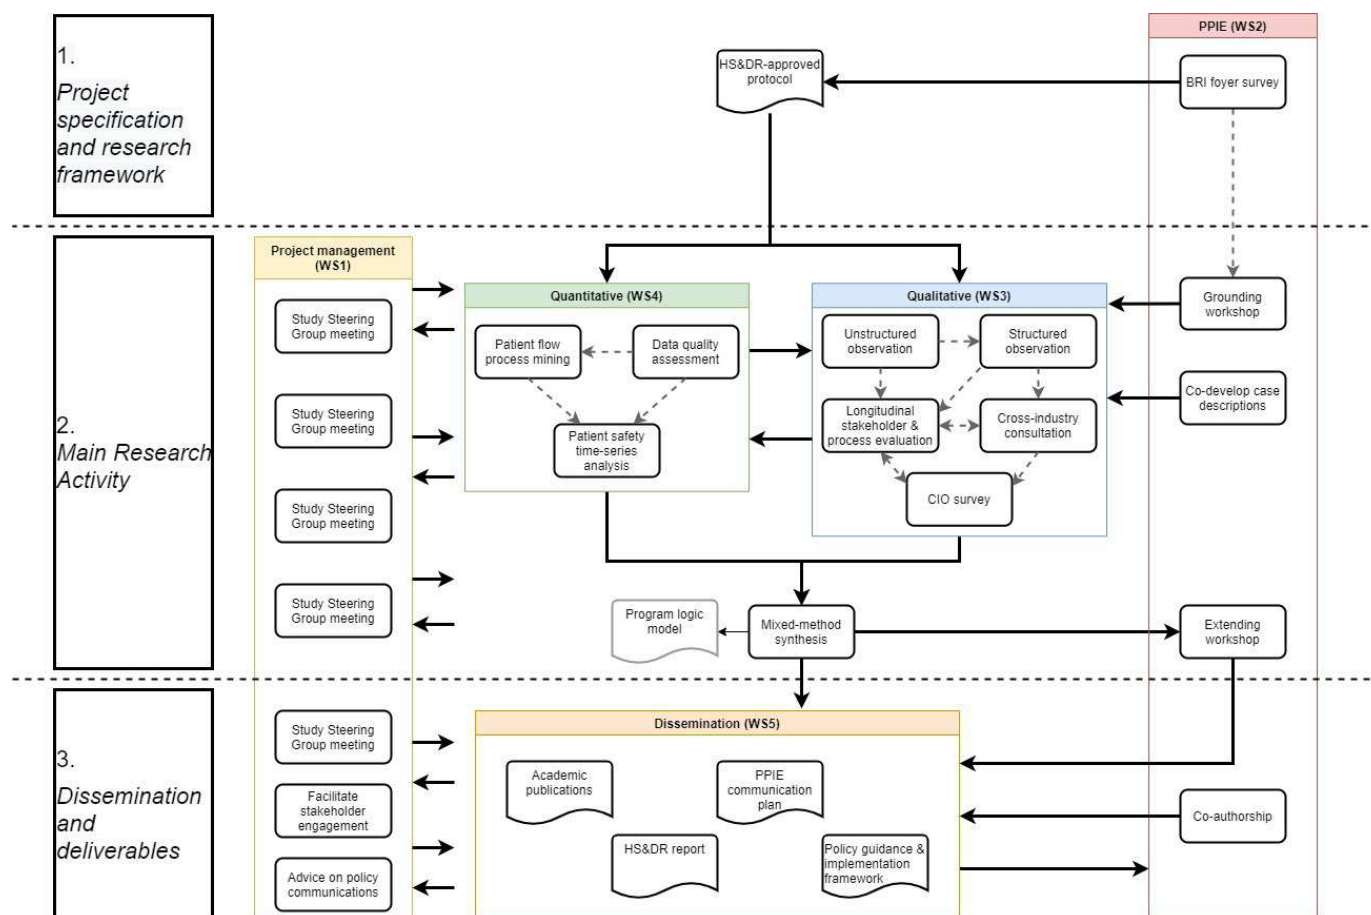 1.
Project
specification
and research
framework
HS&DR-approved
protocol
PPIE (WS2)
BRI foyer survey
2.
Main Research
Activity
Project management
(WS1)
Study Steering
Group meeting
Study Steering
Group meeting
Study Steering
Group meeting
Study Steering
Group meeting
Quantitative (WS4)
Patient flow
process mining
Data quality
assessment
Patient safety
time-series
analysis
Qualitative (WS3)
Unstructured
observation
Structured
observation
Longitudinal
stakeholder &
process evaluation
Cross-industry
consultation
CIO survey
Grounding
workshop
Co-develop case
descriptions
Program logic
model
Mixed-method
synthesis
Extending
workshop
3.
Dissemination
and
deliverables
Study Steering
Group meeting
Facilitate
stakeholder
engagement
Advice on policy
communications
Dissemination (WS5)
Academic
publications
PPIE
communication
plan
HS&DR report
Policy guidance &
implementation
framework
Co-authorship